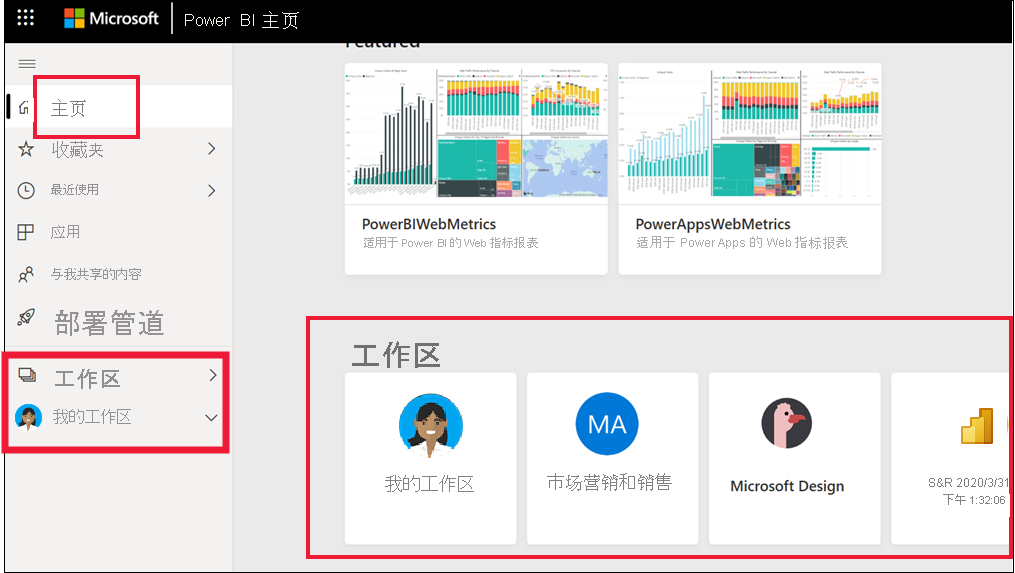 Microsoft
Power BI 主页
Featured
主页
收藏夹
最近使用
应用
与我共享的内容
部署管道
工作区
我的工作区
PowerBIWebMetrics
适用于 Power BI 的 Web 指标报表
PowerAppsWebMetrics
适用于 Power Apps 的 Web 指标报表
工作区
我的工作区
MA
市场营销和销售
Microsoft Design
S&R 2020/3/31
下午 1:32:06